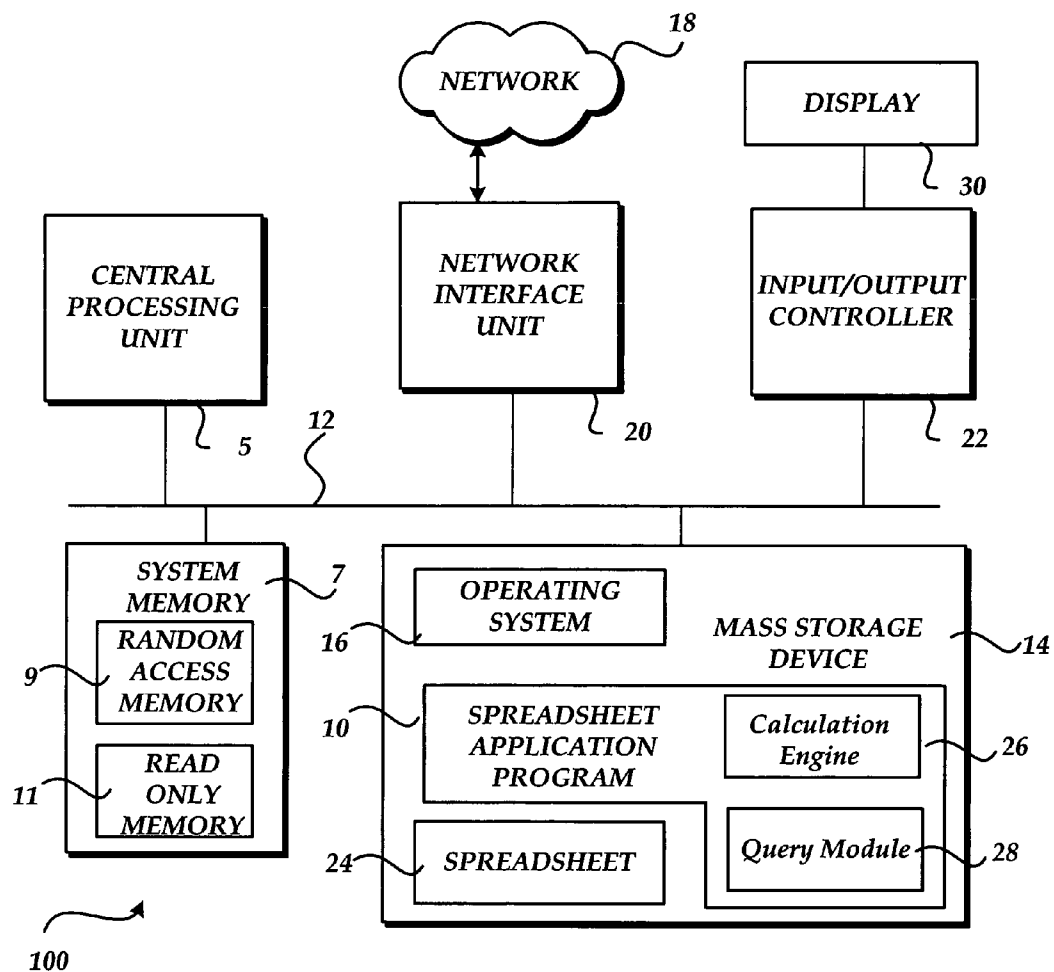 18
NETWORK
DISPLAY
30
CENTRAL
PROCESSING
UNIT
NETWORK
INTERFACE
UNIT
INPUT/OUTPUT
CONTROLLER
5
12
20
22
SYSTEM
MEMORY
7
RANDOM
ACCESS
MEMORY
9
READ
ONLY
MEMORY
11
OPERATING
SYSTEM
16
MASS STORAGE
DEVICE
14
10
SPREADSHEET
APPLICATION
PROGRAM
Calculation
Engine
26
24
SPREADSHEET
Query Module
28
100